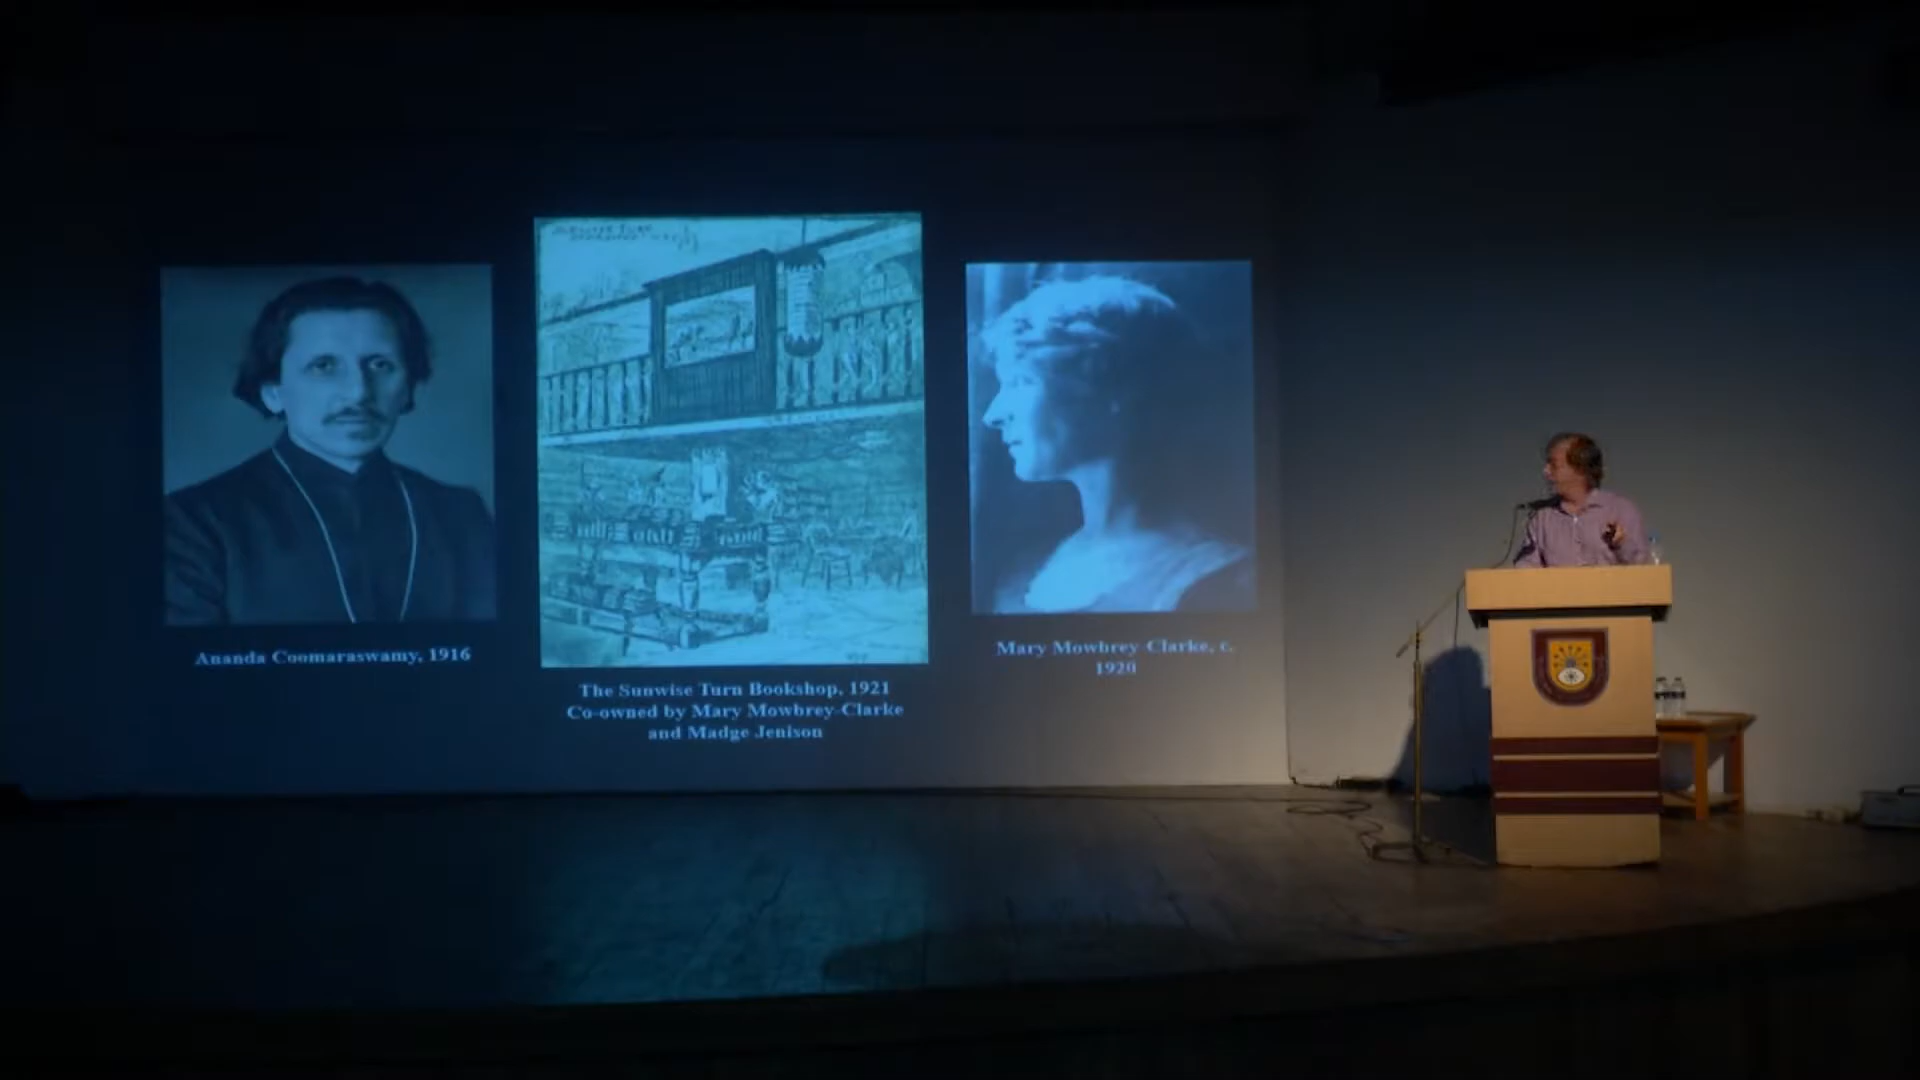 Ananda Coomaraswamy, 1916
The Sunwise Turn Bookshop, 1921
Co-owned by Mary Mowbrey-Clarke
and Madge Jenison
Mary Mowbrey-Clarke, c.
1920